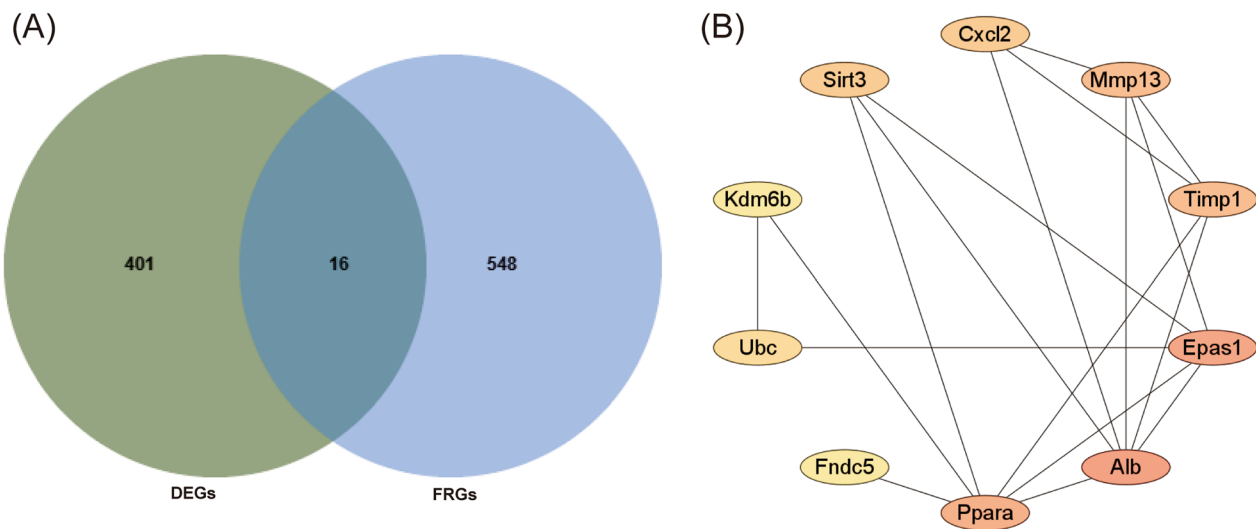 (A)
401
16
548
DEGs
FRGs
(B)
Cxcl2
Sirt3
Mmp13
Kdm6b
Timp1
Ubc
Epas1
Fndc5
Alb
Ppara